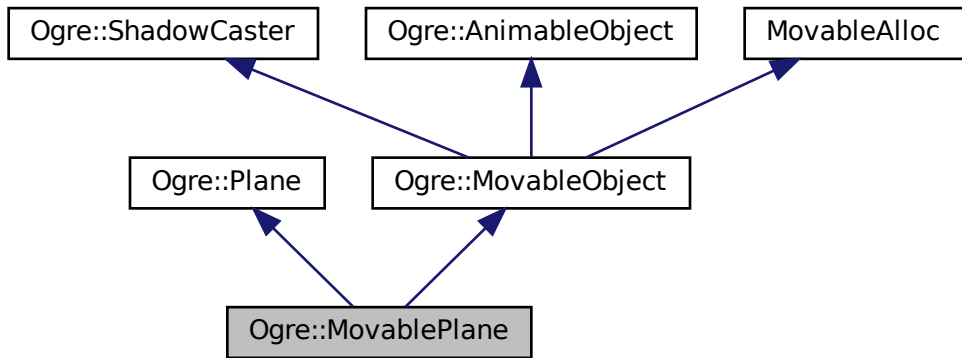 Ogre::ShadowCaster
Ogre::AnimableObject
MovableAlloc
Ogre::Plane
Ogre::MovableObject
Ogre::MovablePlane